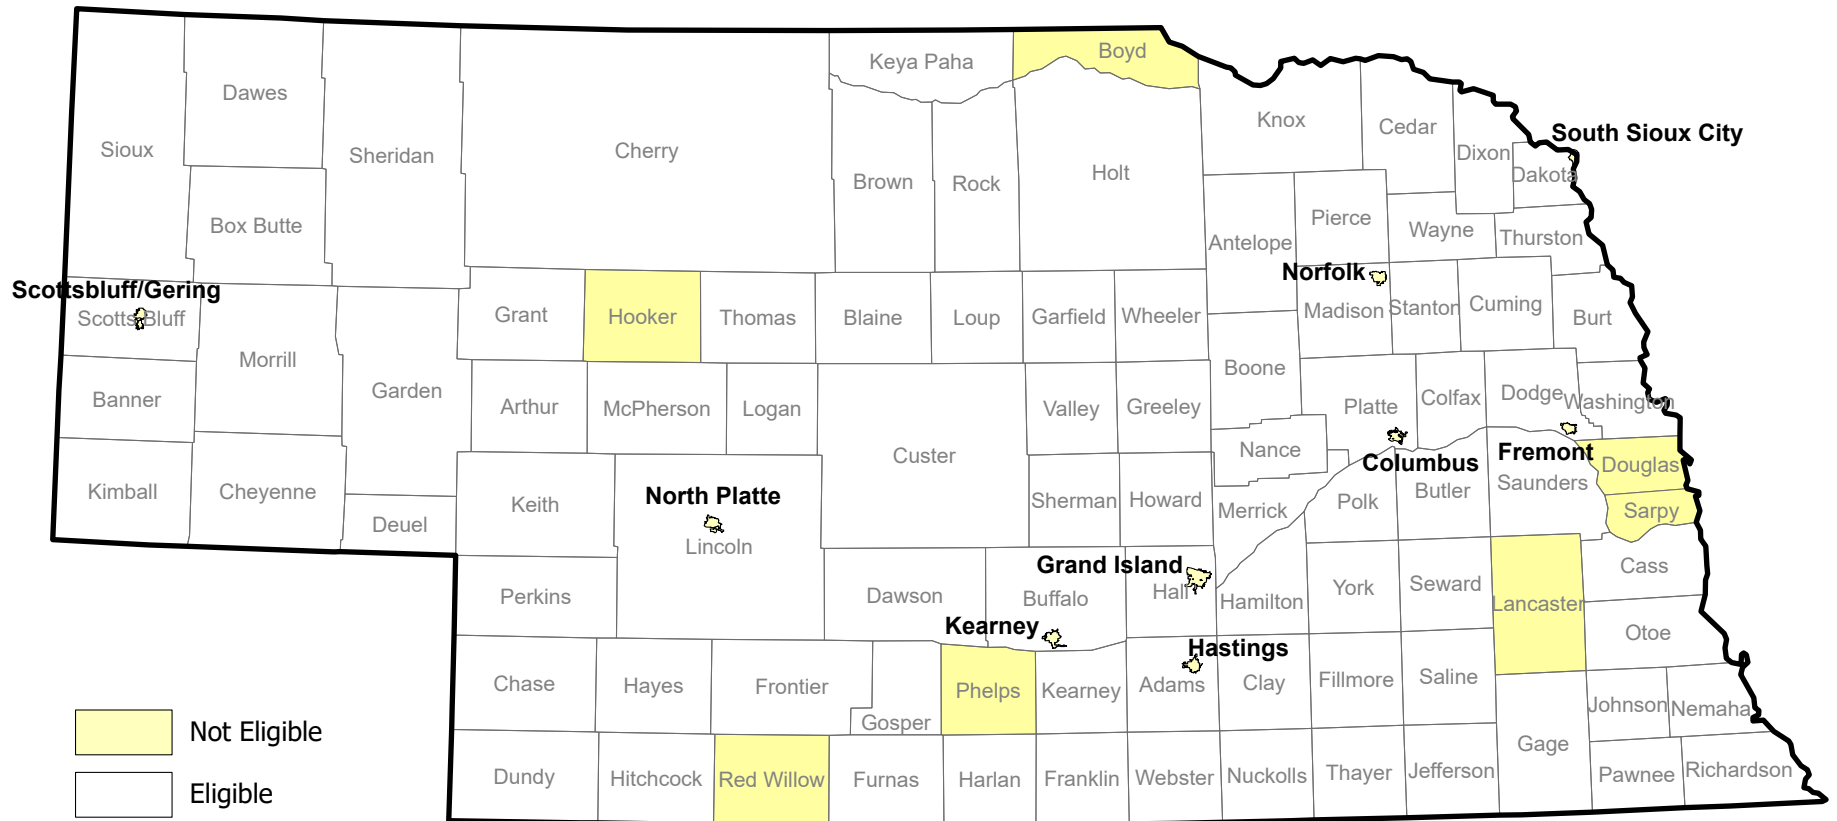 Boyd
Keya Paha
Dawes
Knox
Cedar
South Sioux City
Sioux
Sheridan
Cherry
Dixon
Holt
Dakota
Brown
Rock
Box Butte
Pierce
Wayne
Thurston
Antelope
Norfolk
Scottsbluff/Gering
Scotts Bluff
Grant
Hooker
Thomas
Blaine
Loup
Garfield
Wheeler
Madison
Stanton
Cuming
Burt
Morrill
Boone
Garden
Banner
Arthur
McPherson
Logan
Valley
Greeley
Platte
Colfax
Dodge
Washington
Custer
Nance
Columbus
Fremont
Douglas
Kimball
Cheyenne
Keith
North Platte
Sherman
Howard
Merrick
Polk
Butler
Saunders
Sarpy
Deuel
Lincoln
Grand Island
Cass
Perkins
Dawson
Buffalo
Hall
Hamilton
York
Seward
Lancaster
Kearney
Otoe
Hastings
Chase
Hayes
Frontier
Phelps
Kearney
Adams
Clay
Fillmore
Saline
Gosper
Johnson
Nemaha
Not Eligible
Gage
Dundy
Hitchcock
Red Willow
Furnas
Harlan
Franklin
Webster
Nuckolls
Thayer
Jefferson
Pawnee
Richardson
Eligible